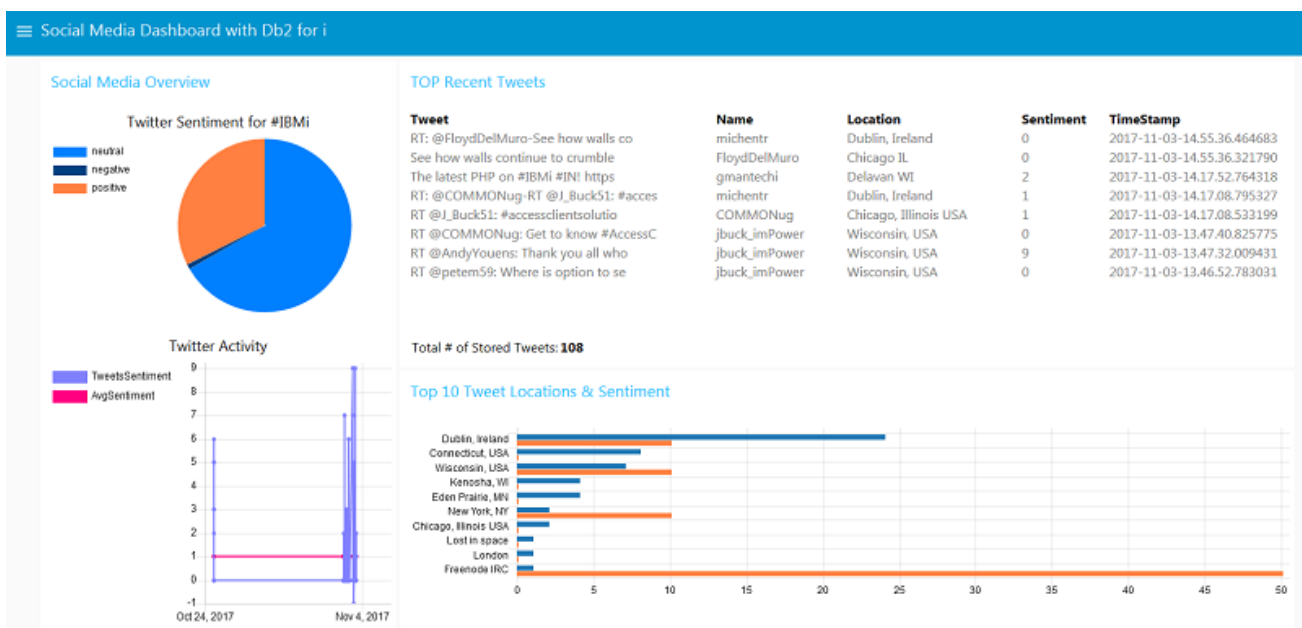 Social Media Dashboard with Db2 for i
Social Media Overview
Twitter Sentiment for #IBMi
neutral
negative
positive
Twitter Activity
TweetsSentiment
AvgSentiment
9
8
7
6
5
4
3
2
1
0
-1
Oct 24, 2017 Nov 4, 2017
TOP Recent Tweets
Tweet Name Location Sentiment TimeStamp
RT: @FloydDelMuro-See how walls co michentr Dublin, Ireland 0 2017-11-03-14.55.36.464683
See how walls continue to crumble FloydDelMuro Chicago IL 0 2017-11-03-14.55.36.321790
The latest PHP on #IBMi #IN! https gmantechi Delavan WI 2 2017-11-03-14.17.52.764318
RT: @COMMONug-RT @J_Buck51: #acces michentr Dublin, Ireland 1 2017-11-03-14.17.08.795327
RT @J_Buck51: #accessclientsolutio COMMONug Chicago, Illinois USA 1 2017-11-03-14.17.08.533199
RT @COMMONug: Get to know #AccessC jbuck_imPower Wisconsin, USA 0 2017-11-03-13.47.40.825775
RT @AndyYouens: Thank you all who jbuck_imPower Wisconsin, USA 9 2017-11-03-13.47.32.009431
RT @petem59: Where is option to se jbuck_imPower Wisconsin, USA 0 2017-11-03-13.46.52.783031
Total # of Stored Tweets: 108
Top 10 Tweet Locations & Sentiment
Dublin, Ireland
Connecticut, USA
Wisconsin, USA
Kenosha, WI
Eden Prairie, MN
New York, NY
Chicago, Illinois USA
Lost in space
London
Freenode IRC
0 5 10 15 20 25 30 35 40 45 50